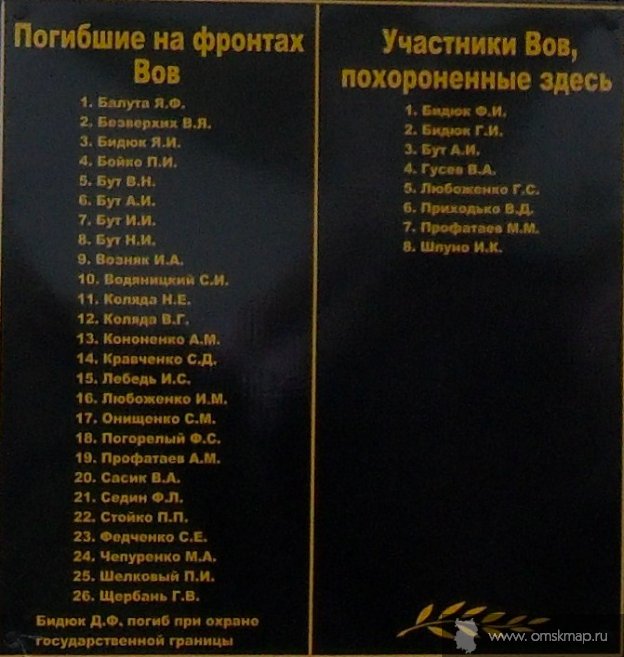 Погибшие на фронтах
Вов
1. Балута Я.Ф.
2. Безверхих В.Я.
3. Бидюк Я.И.
4. Бойко П.И.
5. Бут В.Н.
6. Бут А.И.
7. Бут И.И.
8. Бут Н.И.
9. Возняк И.А.
10. Водяницкий С.И.
11. Коляда Н.Е.
12. Коляда В.Г.
13. Кононенко А.М.
14. Кравченко С.Д.
15. Лебедь И.С.
16. Любоженко И.М.
17. Онищенко С.М.
18. Погорелый Ф.С.
19. Профатаев А.М.
20. Сасик В.А.
21. Седин Ф.Л.
22. Стойко П.П.
23. Федченко С.Е.
24. Чепуренко М.А.
25. Шелковый П.И.
26. Щербань Г.В.
Бидюк Д.Ф. погиб при охране
государственной границы
Участники Вов,
похороненные здесь
1. Бидюк Ф.И.
2. Бидюк Г.И.
3. Бут А.И.
4. Гусев В.А.
5. Любоженко Г.С.
6. Приходько В.Д.
7. Профатаев М.М.
8. Шпуно И.К.
www. omskmap.ru